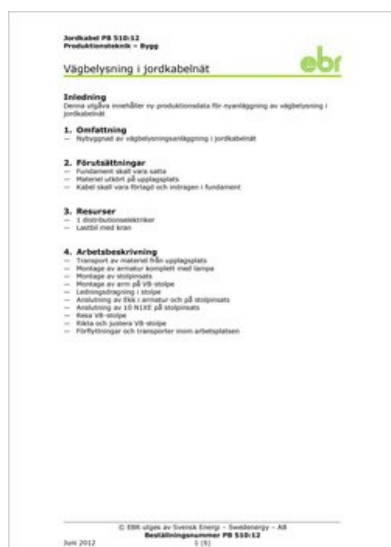 Jordkabel PB 510:12
Produktionsteknik – Bygg
Vägbelysning i jordkabelnät
ebr
Inledning
Denna utgåva innehåller ny produktionsdata för nyanläggning av vägbelysning i
jordkabelnät
1. Omfattning
— Nybyggnad av vägbelysningsanläggning i jordkabelnät
2. Förutsättningar
— Fundament skall vara satta
— Materiel utkört på upplagsplats
— Kabel skall vara förlagd och indragen i fundament
3. Resurser
— 1 distributionselektriker
— Lastbil med kran
4. Arbetsbeskrivning
— Transport av materiel från upplagsplats
— Montage av armatur komplett med lampa
— Montage av stolpinsats
— Montage av arm på VB-stolpe
— Ledningsdragning i stolpe
— Anslutning av Ekk i armatur och på stolpinsats
— Anslutning av 10 N1XE på stolpinsats
— Resa VB-stolpe
— Rikta och justera VB-stolpe
— Förflyttningar och transporter inom arbetsplatsen
© EBR utges av Svensk Energi – Swedenergy – AB
Beställningsnummer PB 510:12
Juni 2012 1 (6)